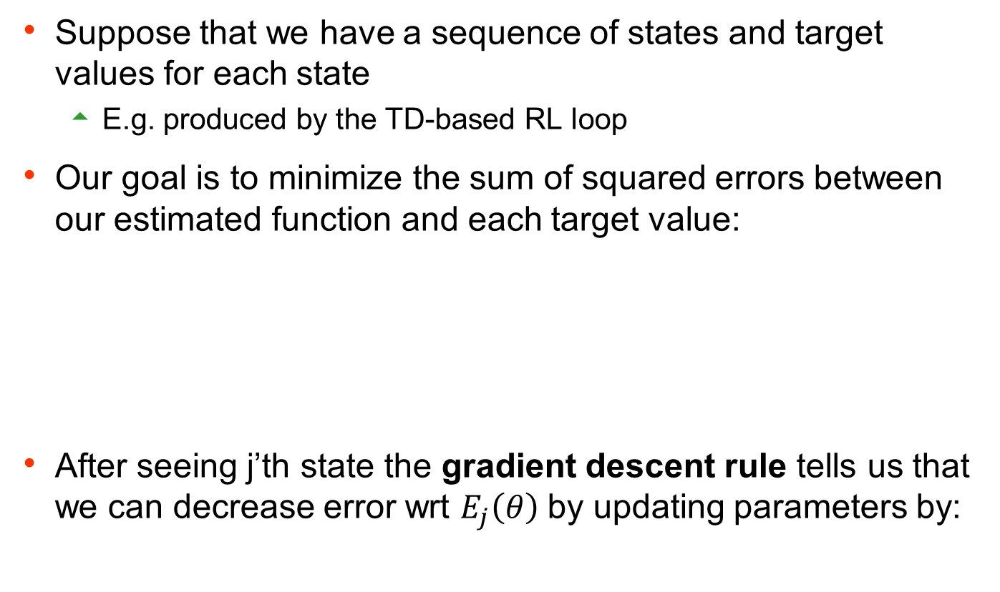 • Suppose that we have a sequence of states and target
values for each state
E.g. produced by the TD-based RL loop
• Our goal is to minimize the sum of squared errors between
our estimated function and each target value:
• After seeing j’th state the gradient descent rule tells us that
we can decrease error wrt $E_j(\theta)$ by updating parameters by: